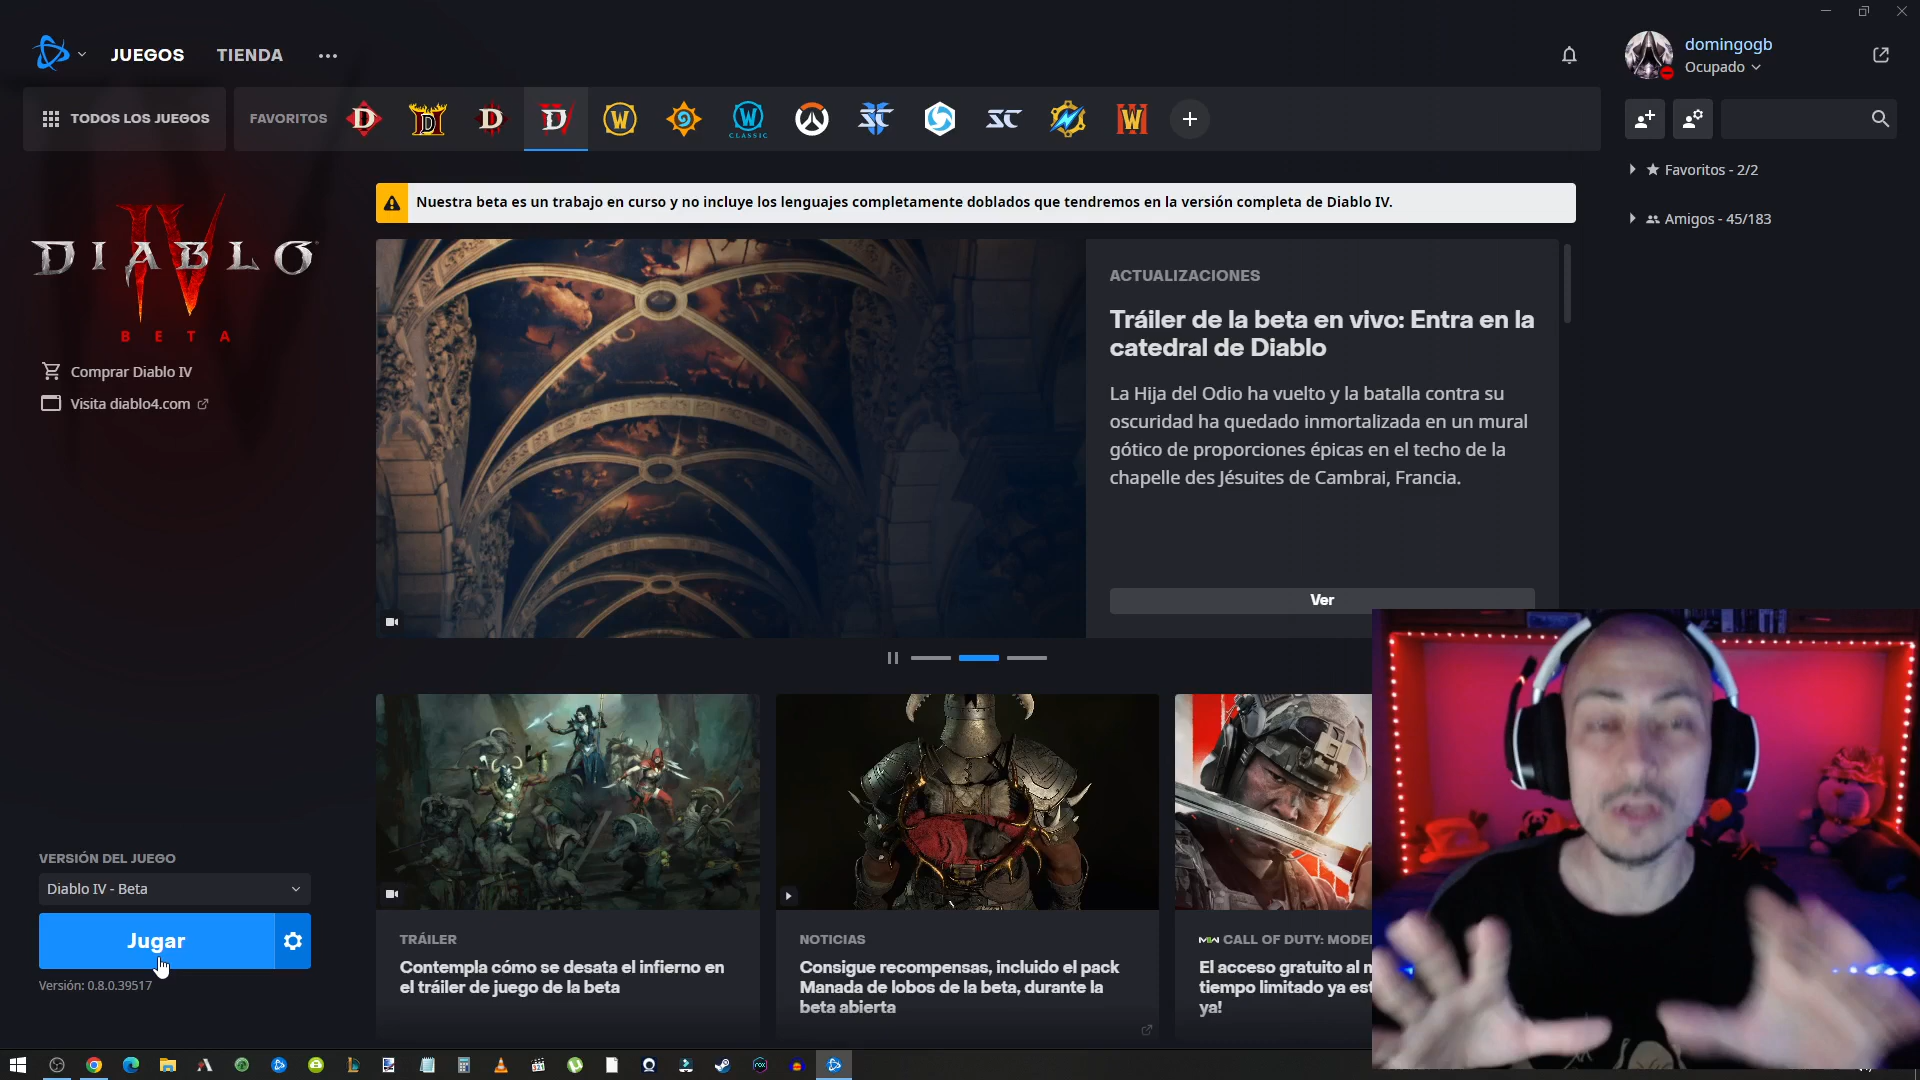 JUEGOS
TIENDA
domingogb
Ocupado
TODOS LOS JUEGOS
FAVORITOS
CLASSIC
Favoritos - 2/2
Amigos - 45/183
Nuestra beta es un trabajo en curso y no incluye los lenguajes completamente doblados que tendremos en la versión completa de Diablo IV.
DIABLO
IV
BETA
Comprar Diablo IV
Visita diablo4.com
ACTUALIZACIONES
Tráiler de la beta en vivo: Entra en la
catedral de Diablo
La Hija del Odio ha vuelto y la batalla contra su
oscuridad ha quedado inmortalizada en un mural
gótico de proporciones épicas en el techo de la
chapelle des Jésuites de Cambrai, Francia.
Ver
VERSIÓN DEL JUEGO
Diablo IV - Beta
Jugar
Versión: 0.8.0.39517
TRÁILER
Contempla cómo se desata el infierno en
el tráiler de juego de la beta
NOTICIAS
Consigue recompensas, incluido el pack
Manada de lobos de la beta, durante la
beta abierta
MWII CALL OF DUTY: MODE
El acceso gratuito al
tiempo limitado ya
ya!